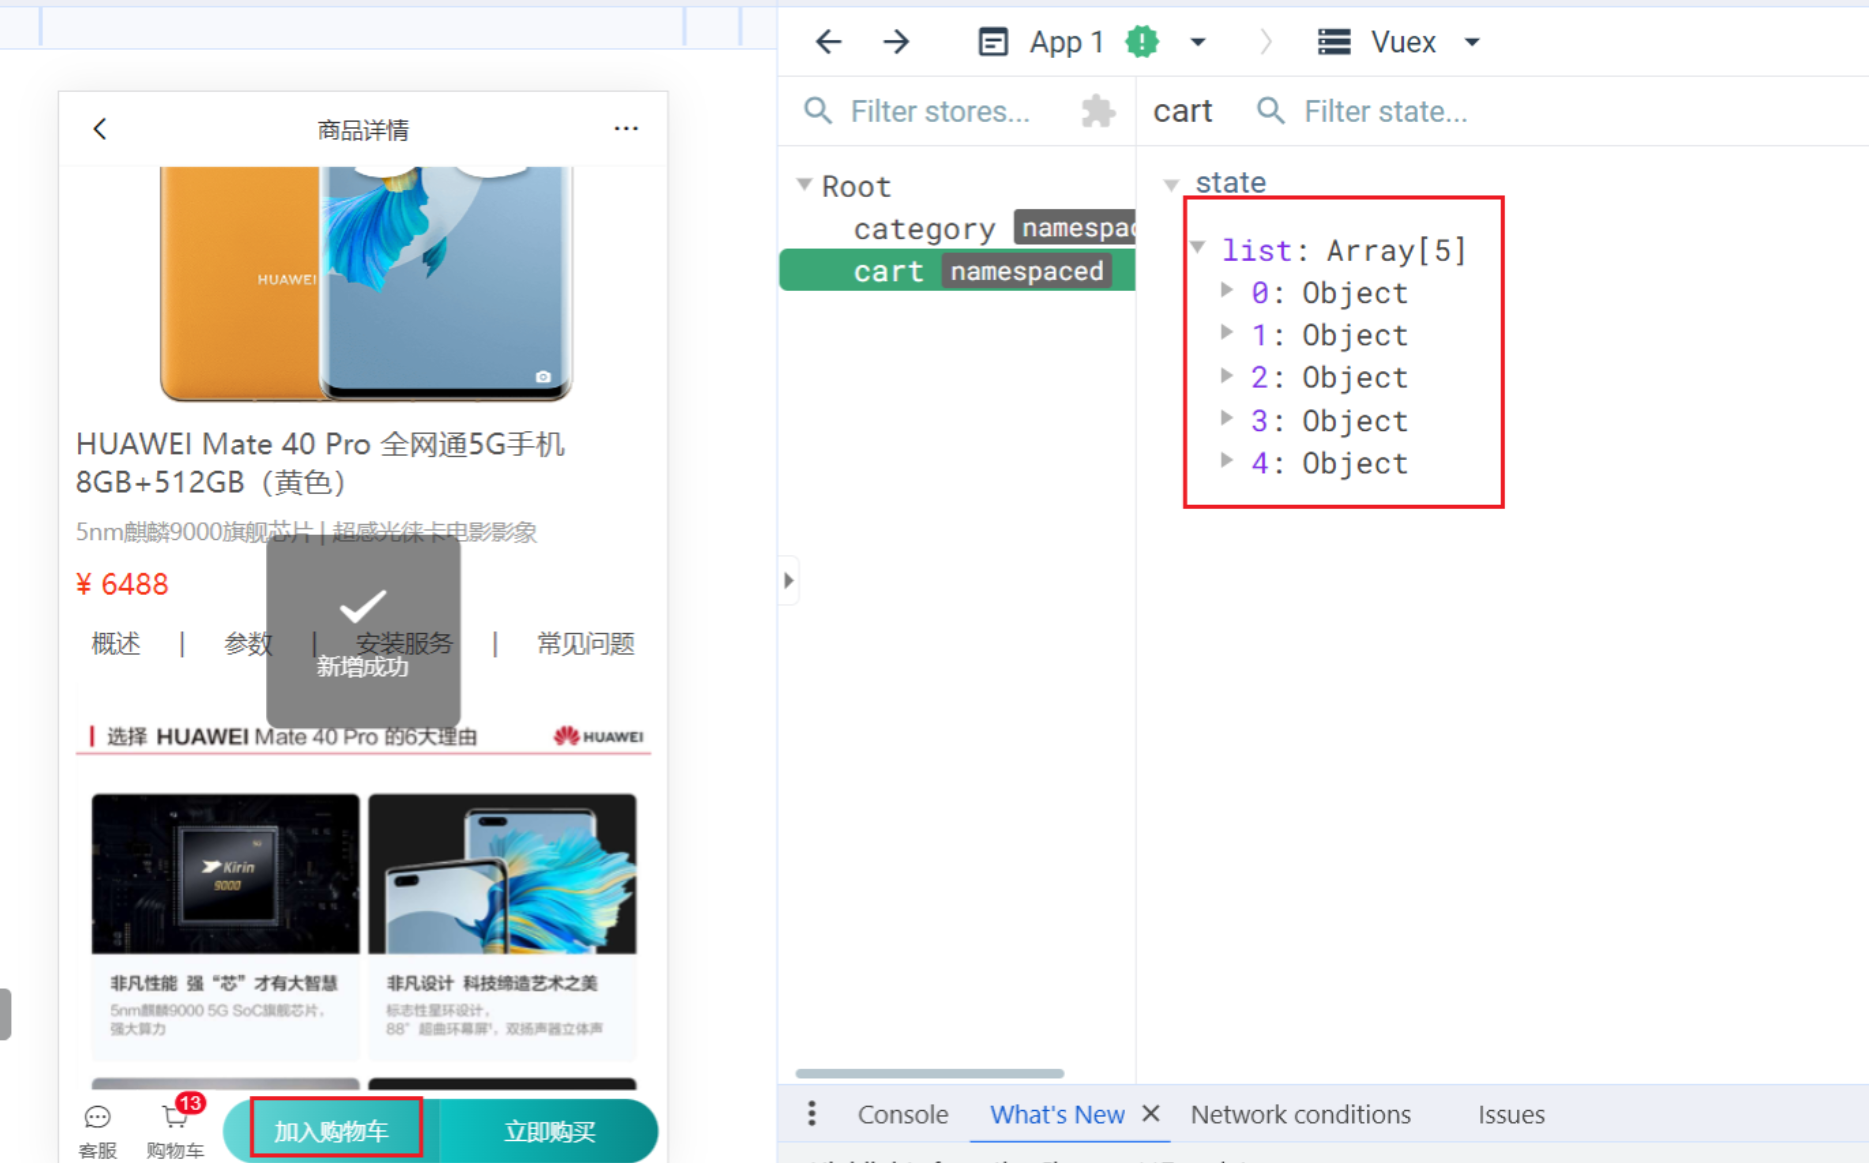 商品详情
...
HUAWEI
HUAWEI Mate 40 Pro 全网通5G手机
8GB+512GB（黄色）
5nm麒麟9000旗舰芯片 | 超感光徕卡电影影象
¥ 6488
概述 | 参数 | 安装服务 | 常见问题
新增成功
选择 HUAWEI Mate 40 Pro 的6大理由
HUAWEI
Kirin
9000
非凡性能 强“芯”才有大智慧
5nm麒麟9000 5G SoC旗舰芯片，
强大算力
非凡设计 科技缔造艺术之美
标志性星环设计，
88° 超曲环幕屏¹，双扬声器立体声
客服
13
购物车
加入购物车
立即购买
App 1
Vuex
Filter stores...
cart
Filter state...
Root
category namespac
cart namespaced
state
list: Array[5]
0: Object
1: Object
2: Object
3: Object
4: Object
Console
What's New
Network conditions
Issues